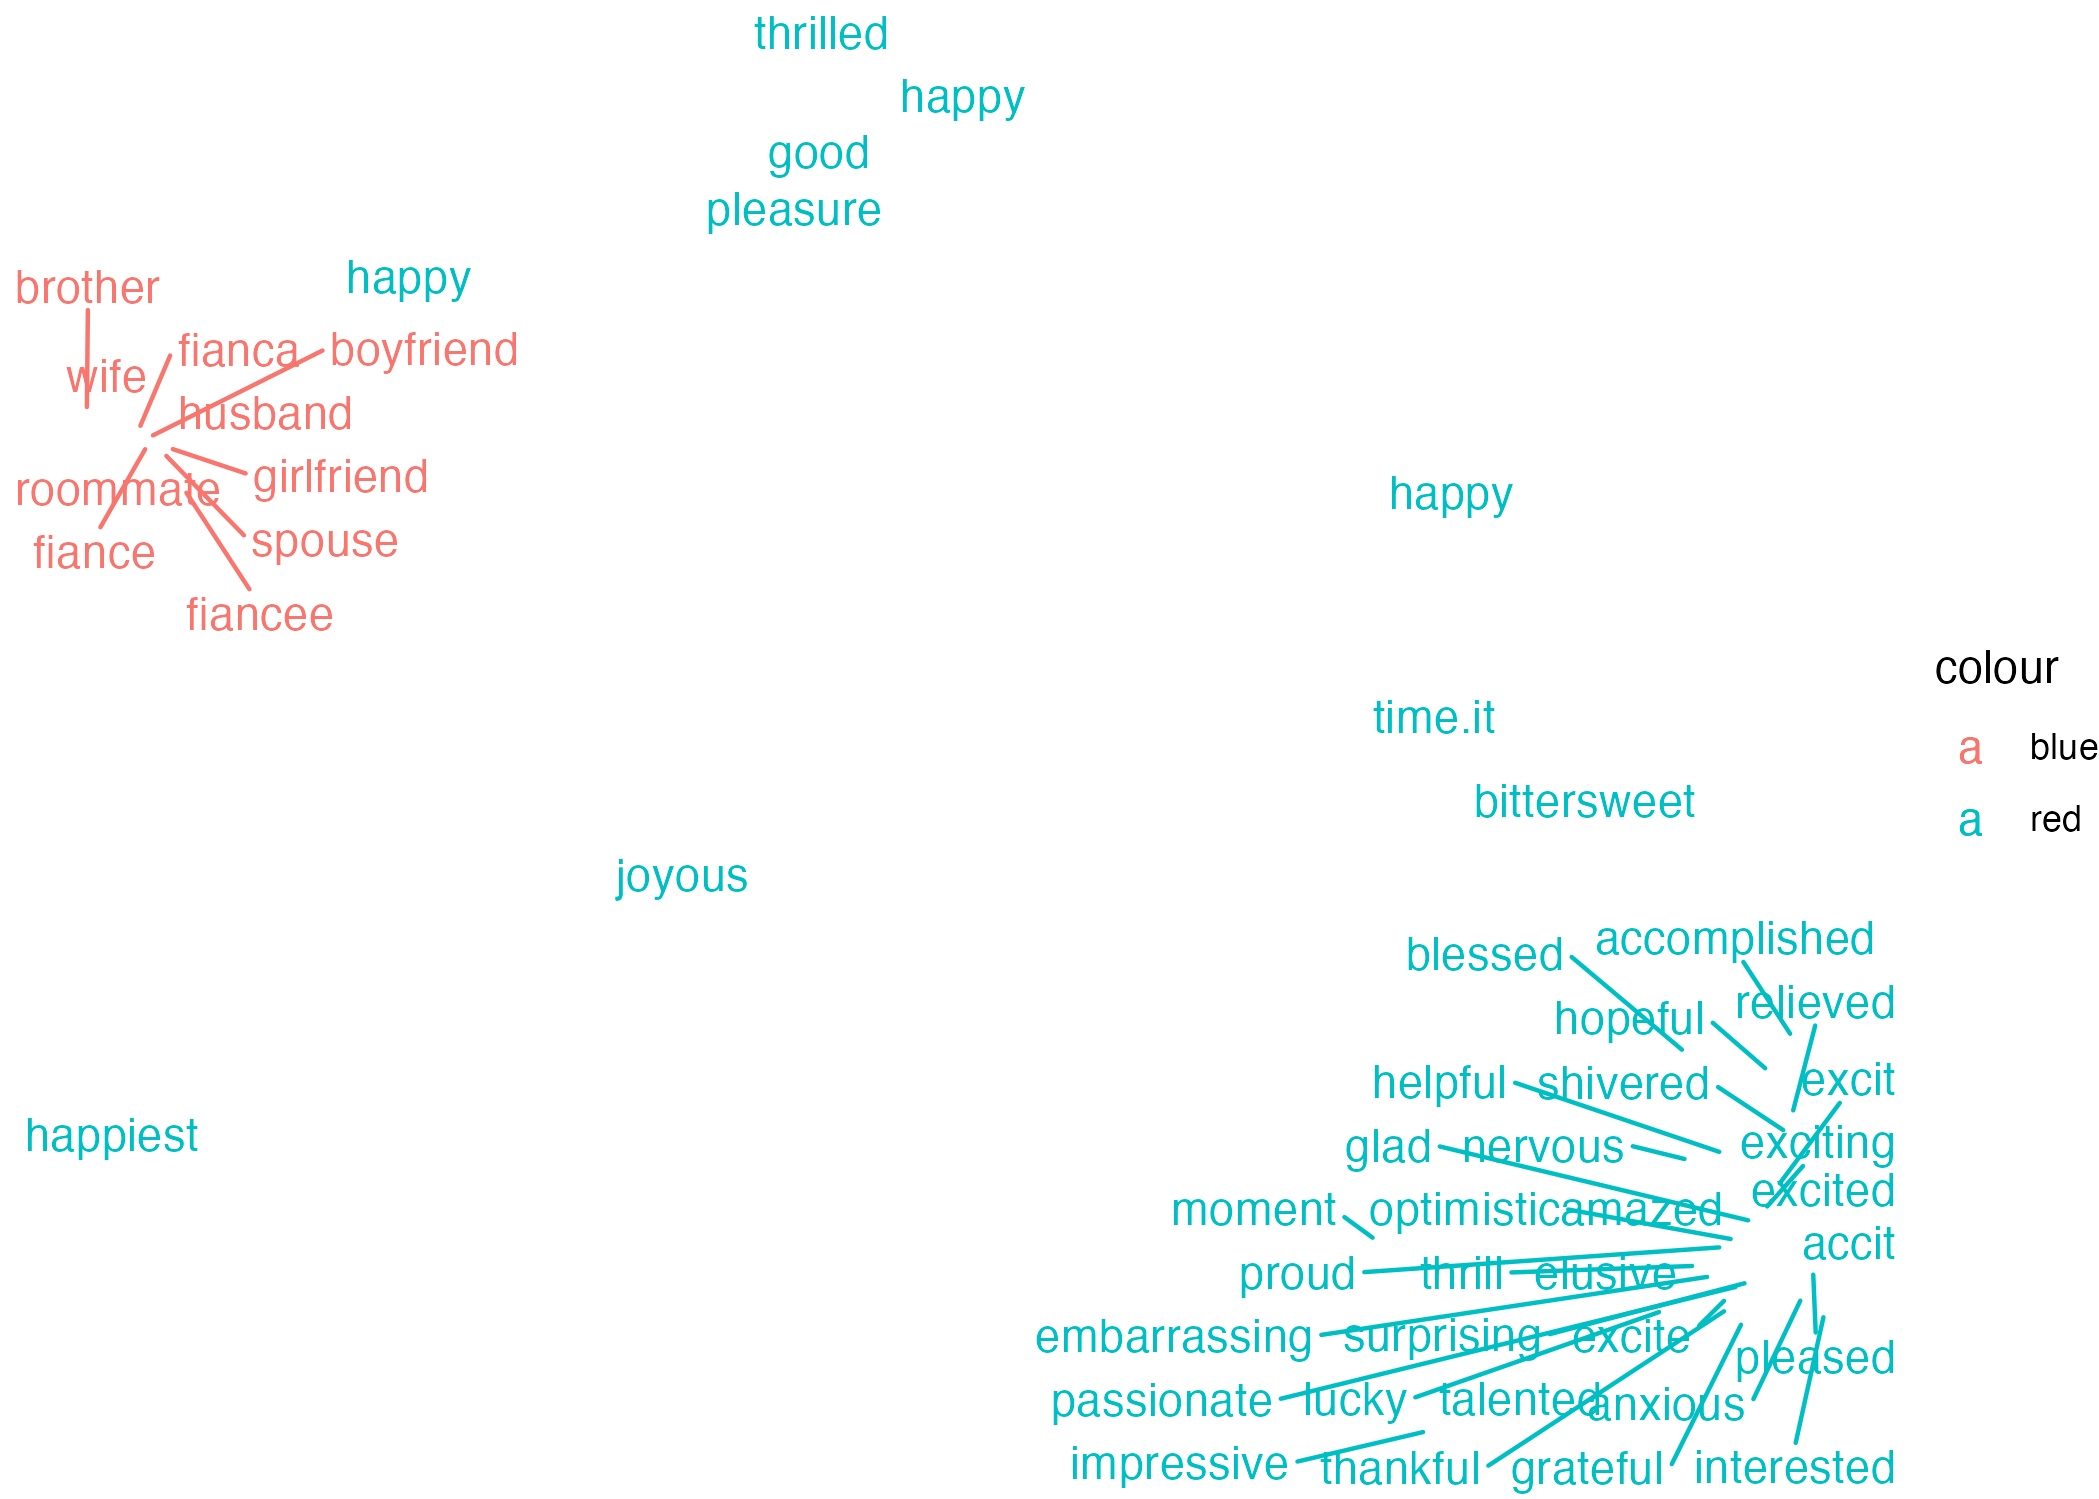 thrilled
happy
good
pleasure
happy
brother
fianca boyfriend
wife
husband
girlfriend
roommate
spouse
fiance
fiancee
happy
colour
time.it
a blue
bittersweet
a red
joyous
accomplished
blessed
relieved
hopeful
excit
helpful shivered
happiest
exciting
glad nervous
excited
moment optimistic amazed
accit
proud thrill elusive
embarrassing surprising excite
pleased
passionate lucky talented
anxious
impressive thankful grateful interested